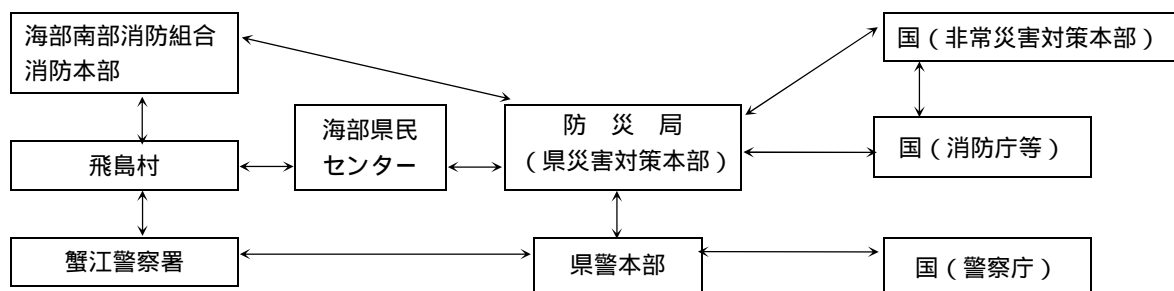 海部南部消防組合
消防本部
国（非常災害対策本部）
海部県民
センター
防　災　局
（県災害対策本部）
国（消防庁等）
飛島村
蟹江警察署
県警本部
国（警察庁）